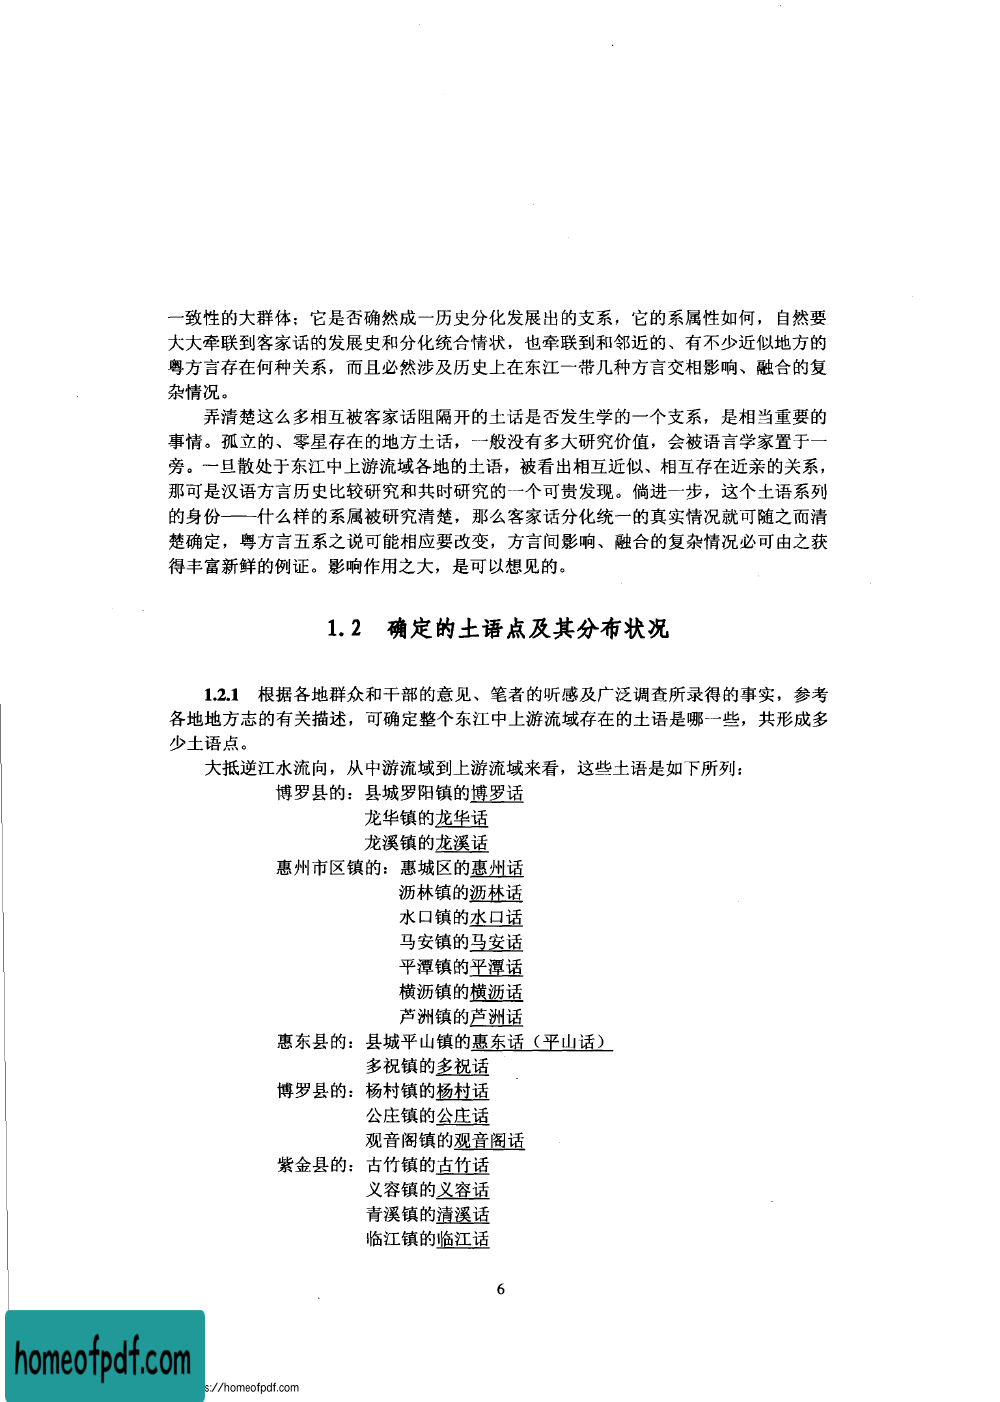 一致性的大群体；它是否确然成一历史分化发展出的支系，它的系属性如何，自然要
大大牵联到客家话的发展史和分化统合情状，也牵联到和邻近的、有不少近似地方的
粤方言存在何种关系，而且必然涉及历史上在东江一带几种方言交相影响、融合的复
杂情况。
弄清楚这么多相互被客家话阻隔开的土话是否发生学的一个支系，是相当重要的
事情。孤立的、零星存在的地方土话，一般没有多大研究价值，会被语言学家置于一
旁。一旦散处于东江中上游流域各地的土语，被看出相互近似、相互存在近亲的关系，
那可是汉语方言历史比较研究和共时研究的一个可贵发现。倘进一步，这个土语系列
的身份——什么样的系属被研究清楚，那么客家话分化统一的真实情况就可随之而清
楚确定，粤方言五系之说可能相应要改变，方言间影响、融合的复杂情况必可由之获
得丰富新鲜的例证。影响作用之大，是可以想见的。
1.2 确定的土语点及其分布状况
1.2.1 根据各地群众和干部的意见、笔者的听感及广泛调查所录得的事实，参考
各地地方志的有关描述，可确定整个东江中上游流域存在的土语是哪一些，共形成多
少土语点。
大抵逆江水流向，从中游流域到上游流域来看，这些土语是如下所列：
博罗县的：县城罗阳镇的博罗话
龙华镇的龙华话
龙溪镇的龙溪话
惠州市区镇的：惠城区的惠州话
沥林镇的沥林话
水口镇的水口话
马安镇的马安话
平潭镇的平潭话
横沥镇的横沥话
芦洲镇的芦洲话
惠东县的：县城平山镇的惠东话（平山话）
多祝镇的多祝话
博罗县的：杨村镇的杨村话
公庄镇的公庄话
观音阁镇的观音阁话
紫金县的：古竹镇的古竹话
义容镇的义容话
青溪镇的清溪话
临江镇的临江话
6
homeofpdf.com
s://homeofpdf.com